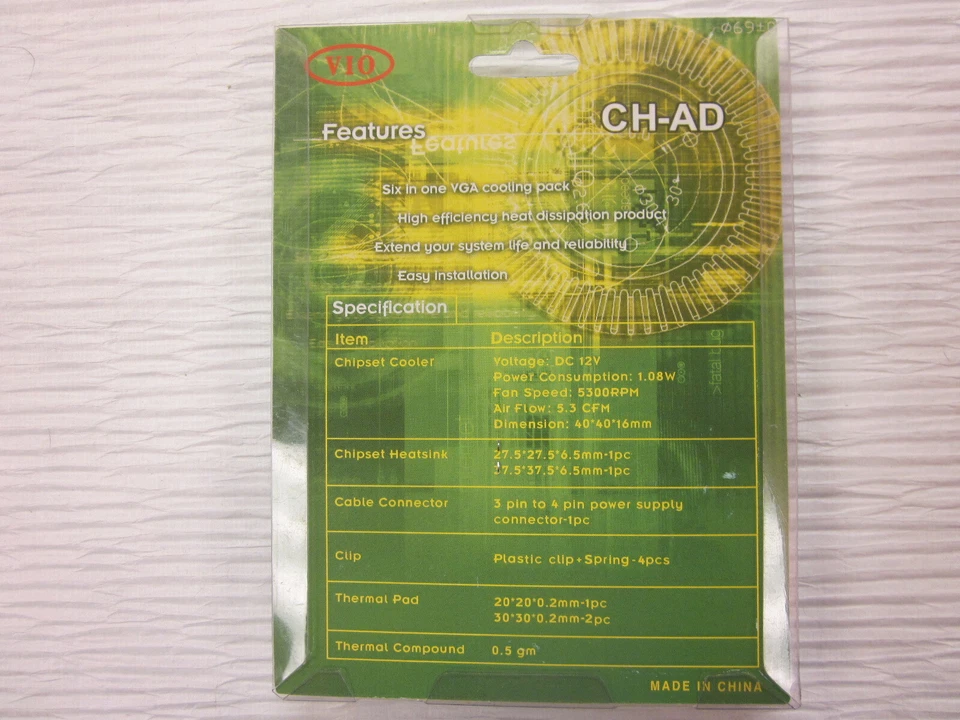 VIO
Ø69±0
CH-AD
Features
Six in one VGA cooling pack
High efficiency heat dissipation product
Extend your system life and reliability
Easy Installation
Specification
Item Description
Chipset Cooler Voltage: DC 12V
Power Consumption: 1.08W
Fan Speed: 5300RPM
Air Flow: 5.3 CFM
Dimension: 40*40*16mm
Chipset Heatsink 27.5*27.5*6.5mm-1pc
37.5*37.5*6.5mm-1pc
Cable Connector 3 pin to 4 pin power supply
connector-1pc
Clip Plastic clip+Spring-4pcs
Thermal Pad 20*20*0.2mm-1pc
30*30*0.2mm-2pc
Thermal Compound 0.5 gm
MADE IN CHINA